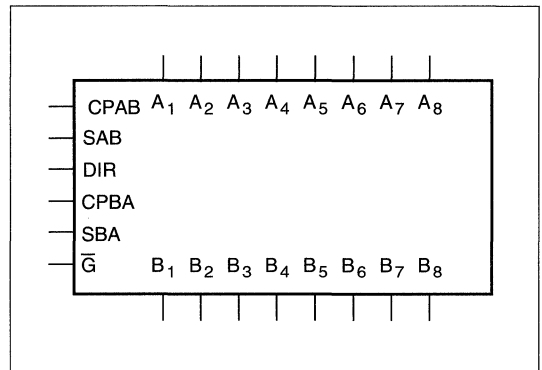 CPAB A₁ A₂ A₃ A₄ A₅ A₆ A₇ A₈
SAB
DIR
CPBA
SBA
G̅ B₁ B₂ B₃ B₄ B₅ B₆ B₇ B₈